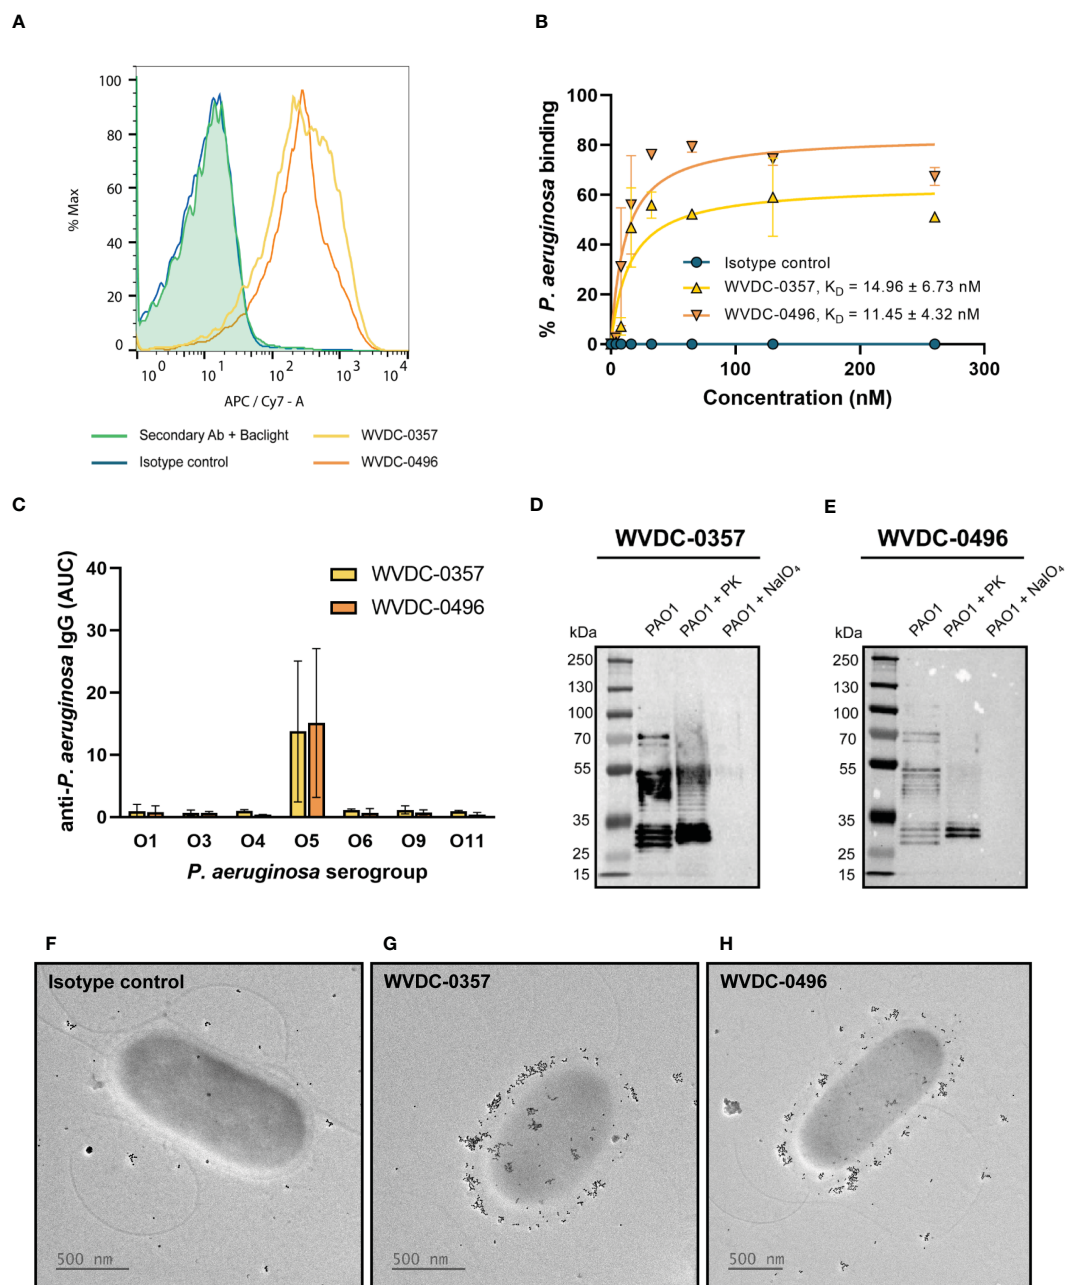 A
100
80
60
40
20
0
% Max
10^0 10^1 10^2 10^3 10^4
APC / Cy7 - A
Secondary Ab + Baclight
WVDC-0357
Isotype control
WVDC-0496
B
100
80
60
40
20
0
% P. aeruginosa binding
Isotype control
WVDC-0357, K_D = 14.96 ± 6.73 nM
WVDC-0496, K_D = 11.45 ± 4.32 nM
0 100 200 300
Concentration (nM)
C
anti-P. aeruginosa IgG (AUC)
40
30
20
10
0
WVDC-0357
WVDC-0496
O1 O3 O4 O5 O6 O9 O11
P. aeruginosa serogroup
D
WVDC-0357
PAO1
PAO1 + PK
PAO1 + NaIO₄
kDa
250
130
100
70
55
35
25
15
E
WVDC-0496
PAO1
PAO1 + PK
PAO1 + NaIO₄
kDa
250
130
100
70
55
35
25
15
F
Isotype control
500 nm
G
WVDC-0357
500 nm
H
WVDC-0496
500 nm